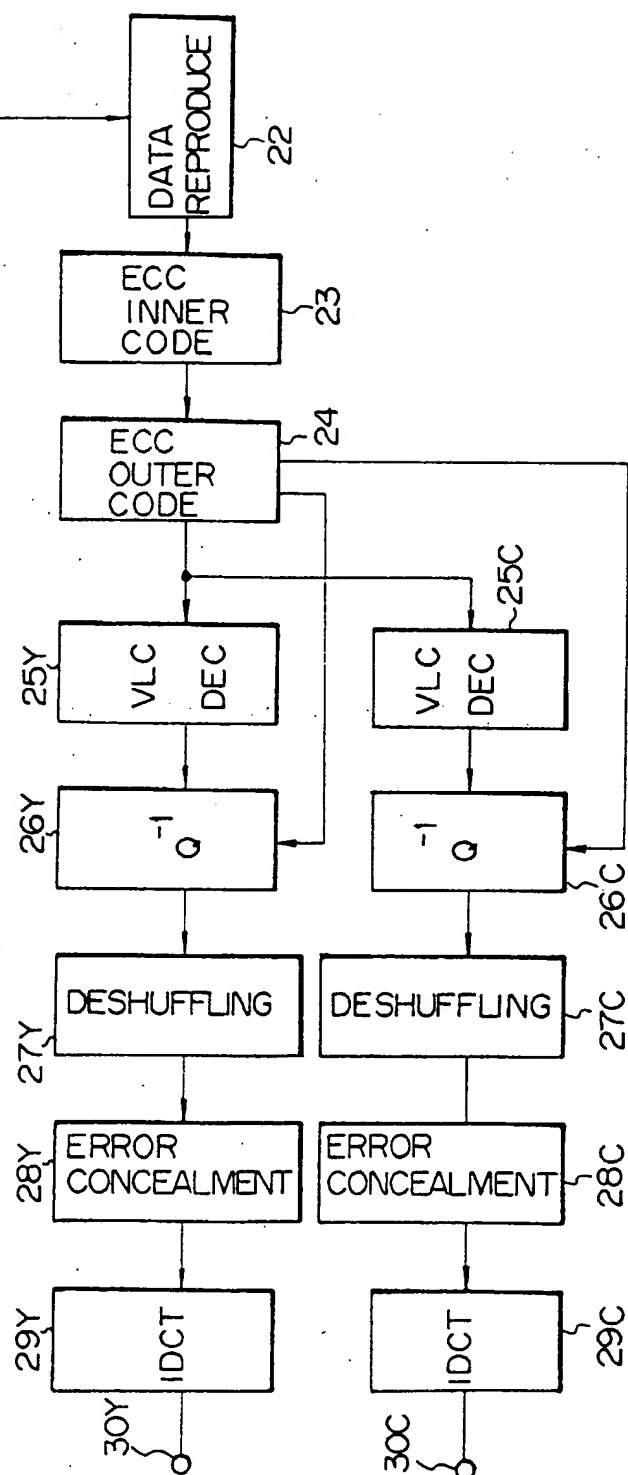 DATA
REPRODUCE
22
ECC
INNER
CODE
23
ECC
OUTER
CODE
24
25Y
VLC
DEC
25C
VLC
DEC
26Y
Q⁻¹
26C
Q⁻¹
27Y
DESHUFFLING
27C
DESHUFFLING
28Y
ERROR
CONCEALMENT
28C
ERROR
CONCEALMENT
29Y
IDCT
29C
IDCT
30Y
30C